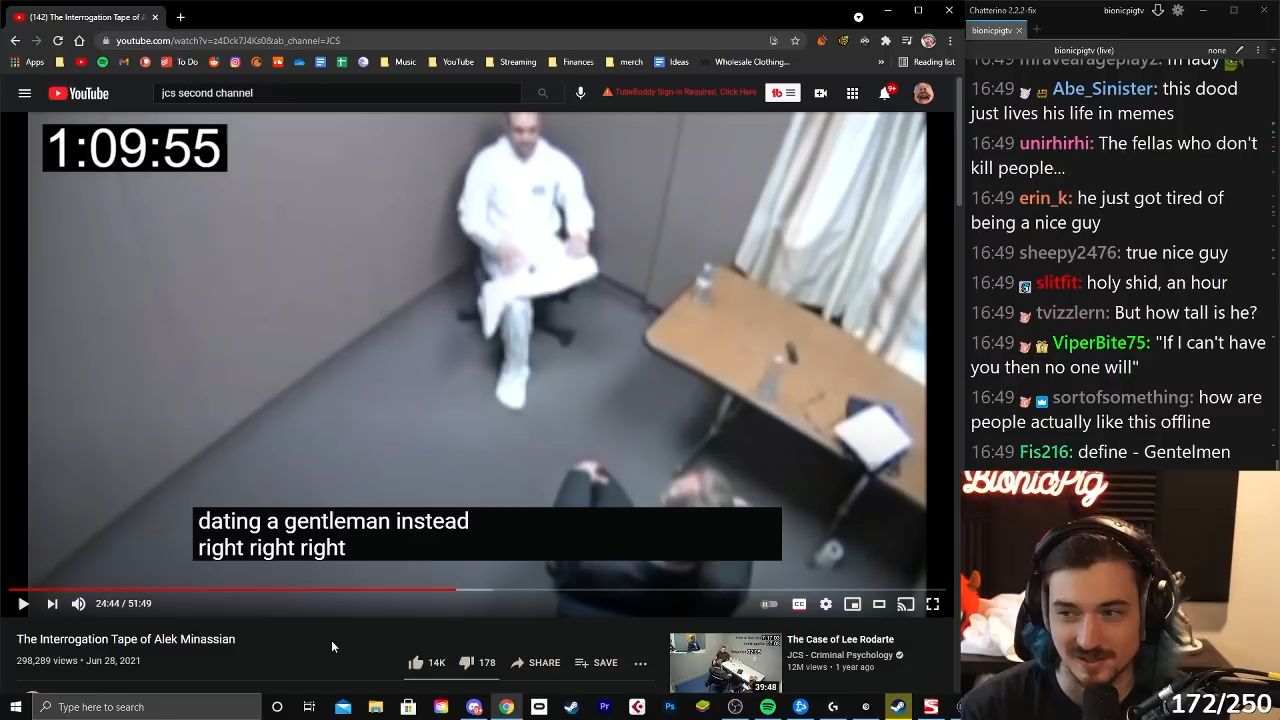 (142) The Interrogation Tape of A
youtube.com/watch?v=z4Dck7J4Ks0&ab_channel=JCS
Apps
To Do
Music
YouTube
Streaming
Finances
merch
Ideas
Wholesale Clothing...
Reading list
YouTube
jcs second channel
TubeBuddy Sign-in Required, Click Here
9+
1:09:55
dating a gentleman instead
right right right
24:44 / 51:49
The Interrogation Tape of Alek Minassian
298,289 views • Jun 28, 2021
14K
178
SHARE
SAVE
39:48
The Case of Lee Rodarte
JCS - Criminal Psychology
12M views • 1 year ago
Type here to search
Chatterino 2.2.2-fix
bionicpigtv
bionicpigtv
bionicpigtv (live)
none
16:49 Abe_Sinister: this dood
just lives his life in memes
16:49 unirhirhi: The fellas who don't
kill people...
16:49 erin_k: he just got tired of
being a nice guy
16:49 sheepy2476: true nice guy
16:49 slitfit: holy shid, an hour
16:49 tvizzlern: But how tall is he?
16:49 ViperBite75: "If I can't have
you then no one will"
16:49 sortofsomething: how are
people actually like this offline
16:49 Fis216: define - Gentelmen
BionicPig
172/250